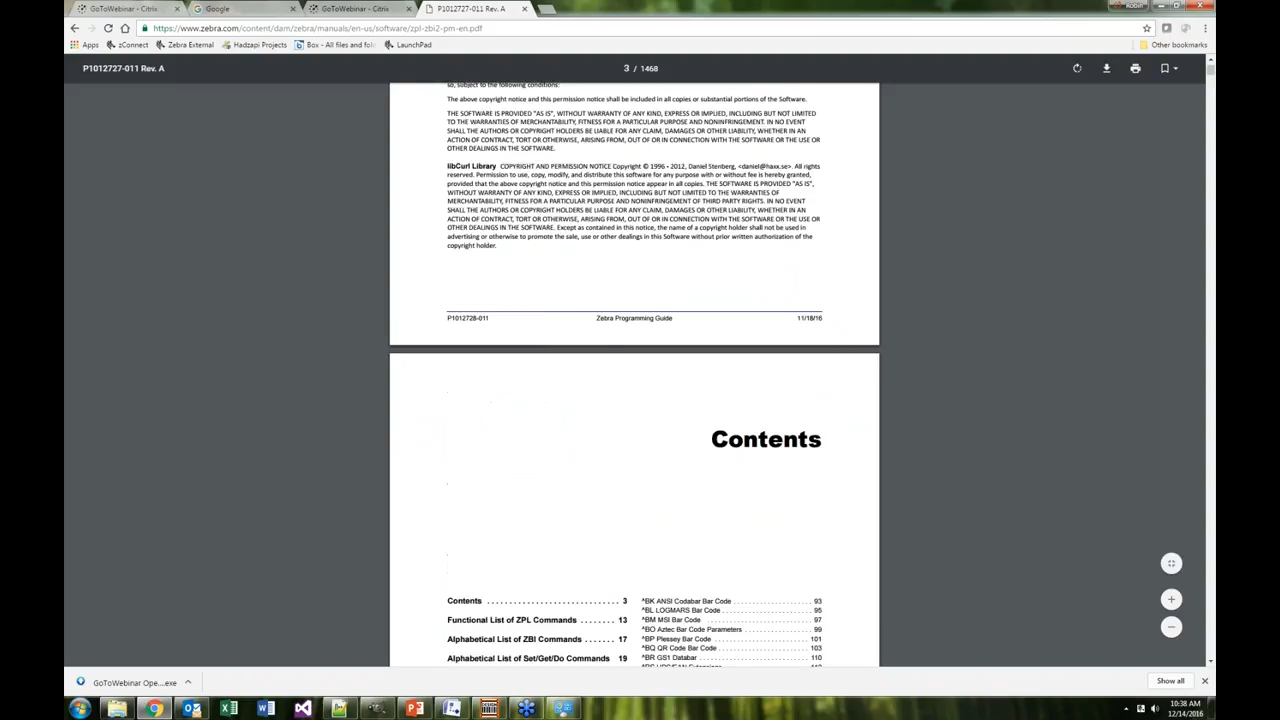 GoToWebinar - Citrix
Google
GoToWebinar - Citrix
P1012727-011 Rev. A
Robin
https://www.zebra.com/content/dam/zebra/manuals/en-us/software/zpl-zbi2-pm-en.pdf
Apps
zConnect
Zebra External
Hadzapi Projects
Box - All files and fol
LaunchPad
Other bookmarks
P1012727-011 Rev. A
3 / 1468
so, subject to the following conditions:
The above copyright notice and this permission notice shall be included in all copies or substantial portions of the Software.
THE SOFTWARE IS PROVIDED "AS IS", WITHOUT WARRANTY OF ANY KIND, EXPRESS OR IMPLIED, INCLUDING BUT NOT LIMITED
TO THE WARRANTIES OF MERCHANTABILITY, FITNESS FOR A PARTICULAR PURPOSE AND NONINFRINGEMENT. IN NO EVENT
SHALL THE AUTHORS OR COPYRIGHT HOLDERS BE LIABLE FOR ANY CLAIM, DAMAGES OR OTHER LIABILITY, WHETHER IN AN
ACTION OF CONTRACT, TORT OR OTHERWISE, ARISING FROM, OUT OF OR IN CONNECTION WITH THE SOFTWARE OR THE USE OR
OTHER DEALINGS IN THE SOFTWARE.
libCurl Library COPYRIGHT AND PERMISSION NOTICE Copyright © 1996 - 2012, Daniel Stenberg, <daniel@haxx.se>. All rights
reserved. Permission to use, copy, modify, and distribute this software for any purpose with or without fee is hereby granted,
provided that the above copyright notice and this permission notice appear in all copies. THE SOFTWARE IS PROVIDED "AS IS",
WITHOUT WARRANTY OF ANY KIND, EXPRESS OR IMPLIED, INCLUDING BUT NOT LIMITED TO THE WARRANTIES OF
MERCHANTABILITY, FITNESS FOR A PARTICULAR PURPOSE AND NONINFRINGEMENT OF THIRD PARTY RIGHTS. IN NO EVENT
SHALL THE AUTHORS OR COPYRIGHT HOLDERS BE LIABLE FOR ANY CLAIM, DAMAGES OR OTHER LIABILITY, WHETHER IN AN
ACTION OF CONTRACT, TORT OR OTHERWISE, ARISING FROM, OUT OF OR IN CONNECTION WITH THE SOFTWARE OR THE USE OR
OTHER DEALINGS IN THE SOFTWARE. Except as contained in this notice, the name of a copyright holder shall not be used in
advertising or otherwise to promote the sale, use or other dealings in this Software without prior written authorization of the
copyright holder.
P1012728-011 Zebra Programming Guide 11/18/16
Contents
Contents . . . . . . . . . . . . . . . . . . . . . . . . . . . . . 3
Functional List of ZPL Commands . . . . . . . . 13
Alphabetical List of ZBI Commands . . . . . . . 17
Alphabetical List of Set/Get/Do Commands 19
^BK ANSI Codabar Bar Code . . . . . . . . . . . . . . . . . . . . 93
^BL LOGMARS Bar Code . . . . . . . . . . . . . . . . . . . . . . 95
^BM MSI Bar Code . . . . . . . . . . . . . . . . . . . . . . . . . . 97
^BO Aztec Bar Code Parameters . . . . . . . . . . . . . . . . . 99
^BP Plessey Bar Code . . . . . . . . . . . . . . . . . . . . . . . 101
^BQ QR Code Bar Code . . . . . . . . . . . . . . . . . . . . . . 103
^BR GS1 Databar . . . . . . . . . . . . . . . . . . . . . . . . . . 110
GoToWebinar Ope....exe
Show all
10:38 AM
12/14/2016